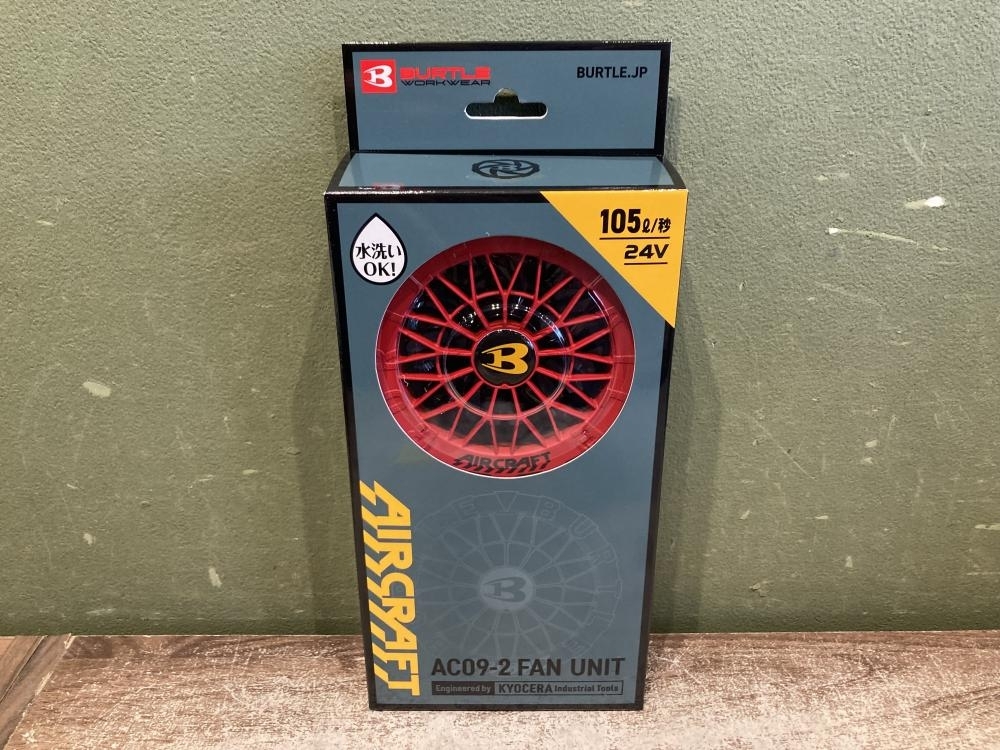 B BURTLE
WORKWEAR
BURTLE.JP
水洗い
OK!
105ℓ/秒
24V
B
AIRCRAFT
AIRCRAFT
B
AC09-2 FAN UNIT
Engineered by KYOCERA Industrial Tools